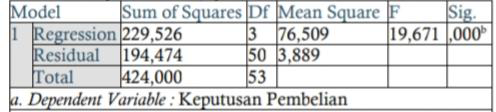 Model Sum of Squares Df Mean Square F Sig.
1 Regression 229,526 3 76,509 19,671 ,000b
Residual 194,474 50 3,889
Total 424,000 53
a. Dependent Variable : Keputusan Pembelian